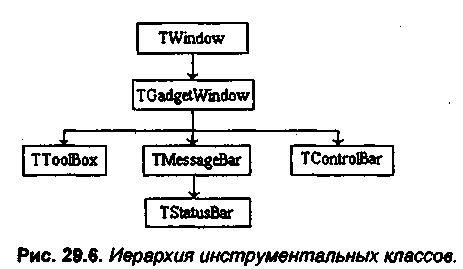 TWindow
TGadgetWindow
TToolBox TMessageBar TControlBar
TStatusBar
Рис. 29.6. Иерархия инструментальных классов.